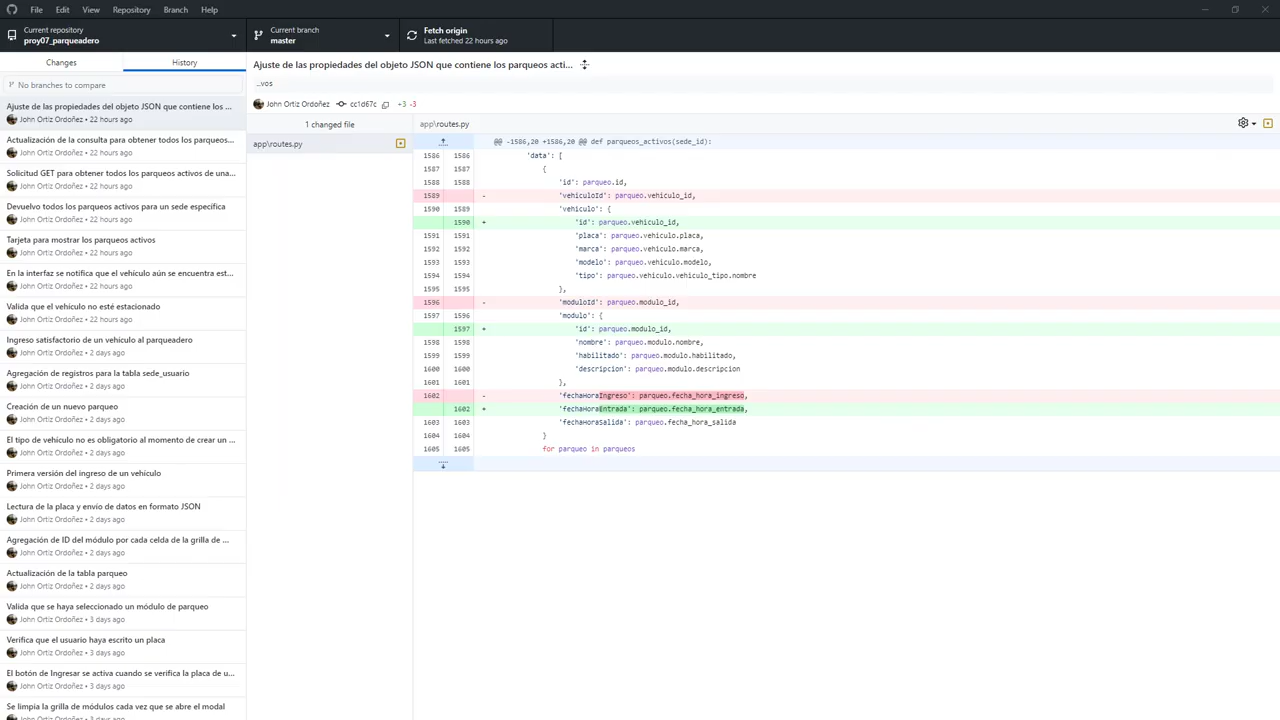 File Edit View Repository Branch Help
Current repository
proy07_parqueadero
Current branch
master
Fetch origin
Last fetched 22 hours ago
Changes
History
No branches to compare
Ajuste de las propiedades del objeto JSON que contiene los ...
John Ortiz Ordoñez • 22 hours ago
Actualización de la consulta para obtener todos los parqueos...
John Ortiz Ordoñez • 22 hours ago
Solicitud GET para obtener todos los parqueos activos de una...
John Ortiz Ordoñez • 22 hours ago
Devuelvo todos los parqueos activos para un sede específica
John Ortiz Ordoñez • 22 hours ago
Tarjeta para mostrar los parqueos activos
John Ortiz Ordoñez • 22 hours ago
En la interfaz se notifica que el vehículo aún se encuentra est...
John Ortiz Ordoñez • 22 hours ago
Valida que el vehículo no esté estacionado
John Ortiz Ordoñez • 22 hours ago
Ingreso satisfactorio de un vehículo al parqueadero
John Ortiz Ordoñez • 2 days ago
Agregación de registros para la tabla sede_usuario
John Ortiz Ordoñez • 2 days ago
Creación de un nuevo parqueo
John Ortiz Ordoñez • 2 days ago
El tipo de vehículo no es obligatorio al momento de crear un ...
John Ortiz Ordoñez • 2 days ago
Primera versión del ingreso de un vehículo
John Ortiz Ordoñez • 2 days ago
Lectura de la placa y envío de datos en formato JSON
John Ortiz Ordoñez • 2 days ago
Agregación de ID del módulo por cada celda de la grilla de ...
John Ortiz Ordoñez • 2 days ago
Actualización de la tabla parqueo
John Ortiz Ordoñez • 2 days ago
Valida que se haya seleccionado un módulo de parqueo
John Ortiz Ordoñez • 3 days ago
Verifica que el usuario haya escrito un placa
John Ortiz Ordoñez • 3 days ago
El botón de Ingresar se activa cuando se verifica la placa de u...
John Ortiz Ordoñez • 3 days ago
Se limpia la grilla de módulos cada vez que se abre el modal
John Ortiz Ordoñez • 3 days ago
Ajuste de las propiedades del objeto JSON que contiene los parqueos acti...
...vos
John Ortiz Ordoñez cc1d67c +3 -3
1 changed file
app\routes.py
app\routes.py
@@ -1586,20 +1586,20 @@ def parqueos_activos(sede_id):
1586 1586 'data': [
1587 1587 {
1588 1588 'id': parqueo.id,
1589 - 'vehiculoId': parqueo.vehiculo_id,
1590 1589 'vehiculo': {
1590 + 'id': parqueo.vehiculo_id,
1591 1591 'placa': parqueo.vehiculo.placa,
1592 1592 'marca': parqueo.vehiculo.marca,
1593 1593 'modelo': parqueo.vehiculo.modelo,
1594 1594 'tipo': parqueo.vehiculo.vehiculo_tipo.nombre
1595 1595 },
1596 - 'moduloId': parqueo.modulo_id,
1597 1596 'modulo': {
1597 + 'id': parqueo.modulo_id,
1598 1598 'nombre': parqueo.modulo.nombre,
1599 1599 'habilitado': parqueo.modulo.habilitado,
1600 1600 'descripcion': parqueo.modulo.descripcion
1601 1601 },
1602 - 'fechaHoraIngreso': parqueo.fecha_hora_ingreso,
1602 + 'fechaHoraEntrada': parqueo.fecha_hora_entrada,
1603 1603 'fechaHoraSalida': parqueo.fecha_hora_salida
1604 1604 }
1605 1605 for parqueo in parqueos